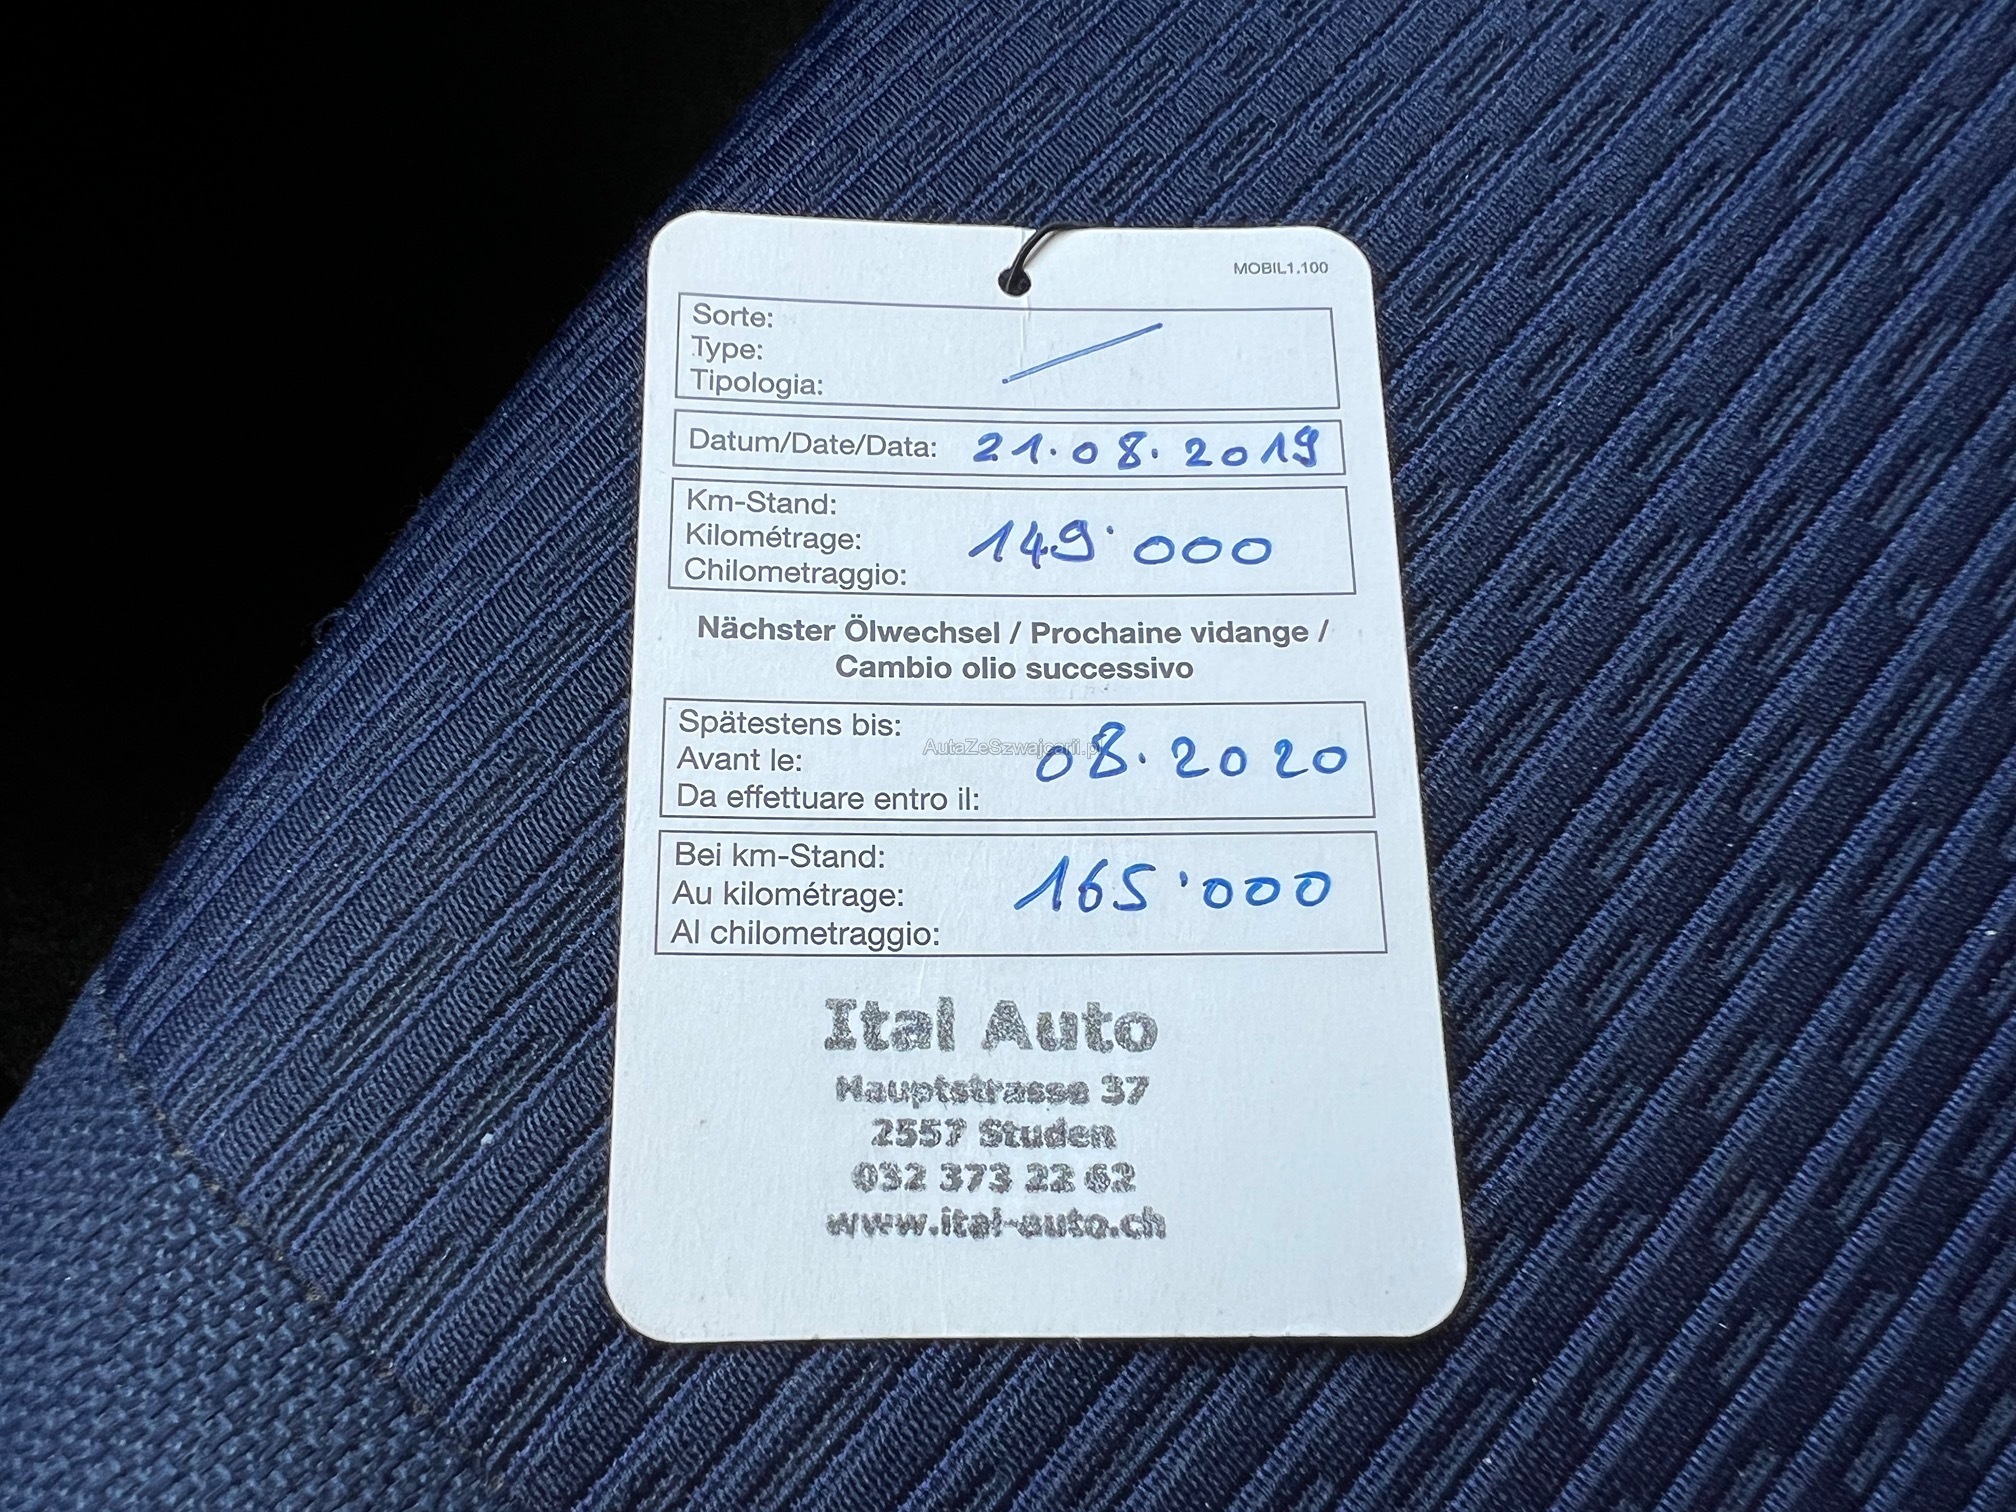 MOBIL1.100
Sorte:
Type:
Tipologia:
Datum/Date/Data: 21.08.2019
Km-Stand:
Kilométrage: 149'000
Chilometraggio:
Nächster Ölwechsel / Prochaine vidange /
Cambio olio successivo
Spätestens bis:
AutaZeSzwajcarii.pl
Avant le: 08.2020
Da effettuare entro il:
Bei km-Stand:
Au kilométrage: 165'000
Al chilometraggio:
Ital Auto
Hauptstrasse 37
2557 Studen
032 373 22 62
www.ital-auto.ch